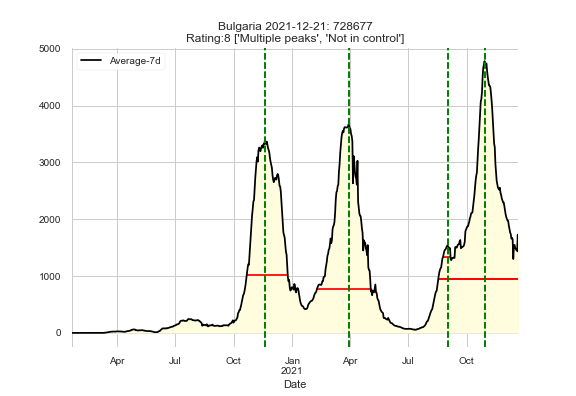 Bulgaria 2021-12-21: 728677
Rating:8 ['Multiple peaks', 'Not in control']
5000
Average-7d
4000
3000
2000
1000
0
Apr Jul Oct Jan Apr Jul Oct
2021
Date